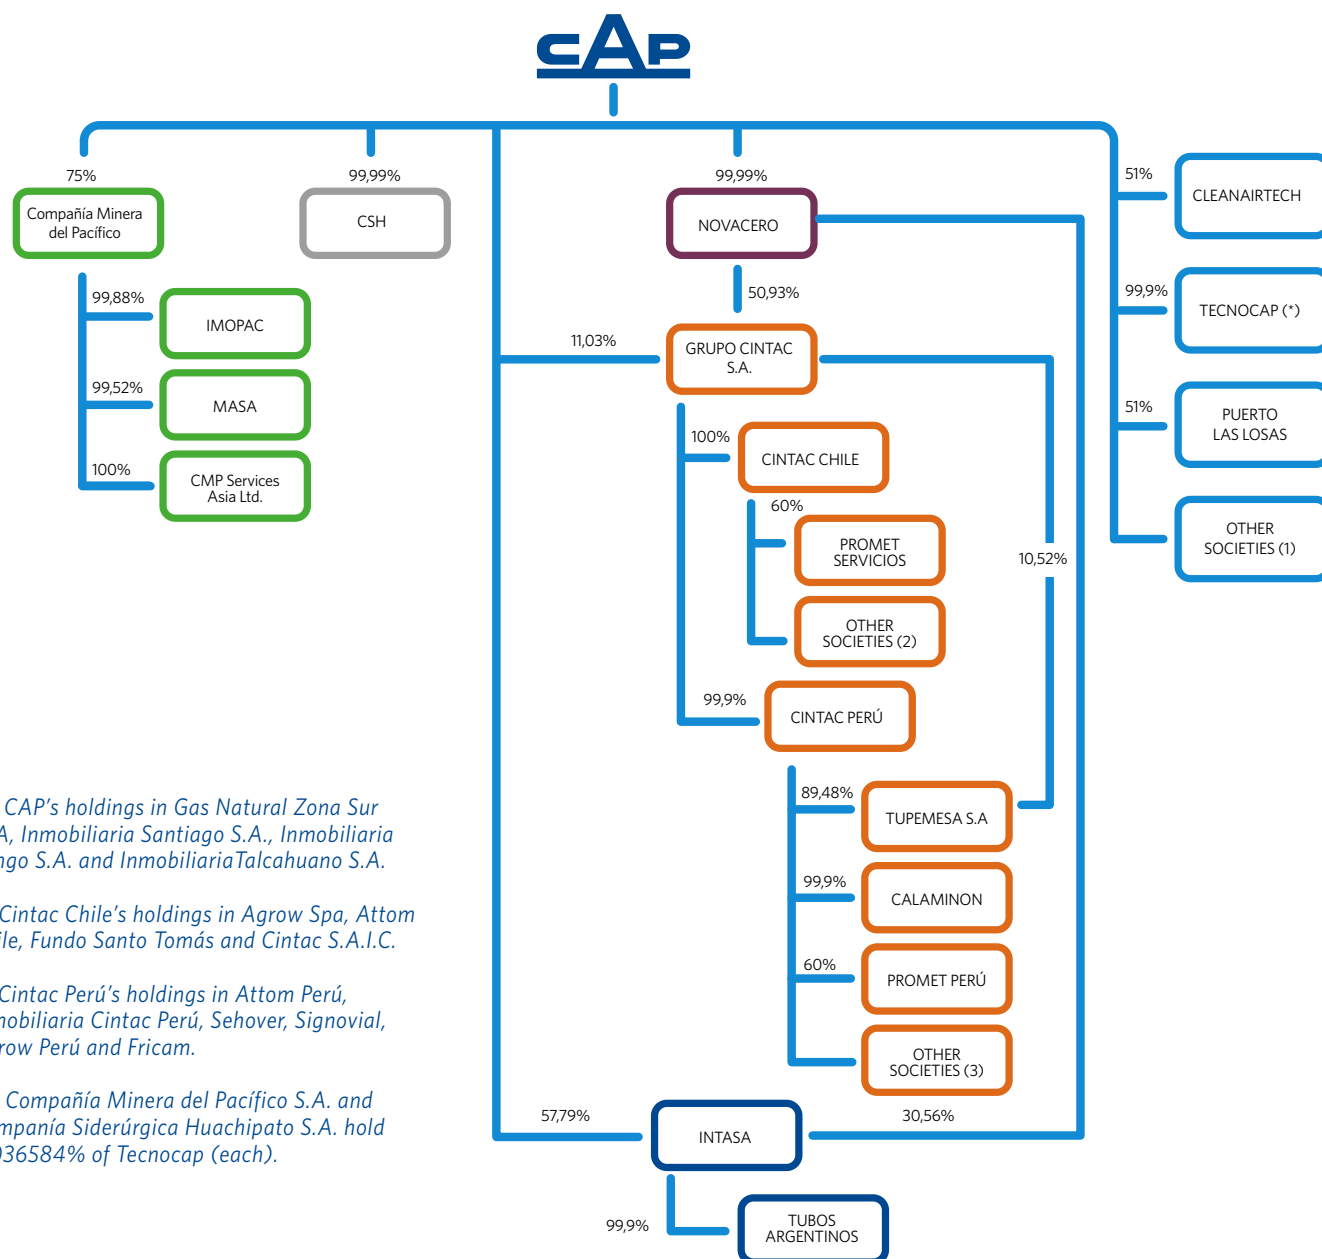 CAP
75%
Compañía Minera
del Pacífico
99,88%
IMOPAC
99,52%
MASA
100%
CMP Services
Asia Ltd.
99,99%
CSH
99,99%
NOVACERO
50,93%
11,03%
GRUPO CINTAC
S.A.
100%
CINTAC CHILE
60%
PROMET
SERVICIOS
OTHER
SOCIETIES (2)
99,9%
CINTAC PERÚ
89,48%
TUPEMESA S.A
10,52%
99,9%
CALAMINON
60%
PROMET PERÚ
OTHER
SOCIETIES (3)
57,79%
INTASA
30,56%
99,9%
TUBOS
ARGENTINOS
51%
CLEANAIRTECH
99,9%
TECNOCAP (*)
51%
PUERTO
LAS LOSAS
OTHER
SOCIETIES (1)
CAP's holdings in Gas Natural Zona Sur
A, Inmobiliaria Santiago S.A., Inmobiliaria
ngo S.A. and InmobiliariaTalcahuano S.A.
Cintac Chile's holdings in Agrow Spa, Attom
ile, Fundo Santo Tomás and Cintac S.A.I.C.
Cintac Perú's holdings in Attom Perú,
mobiliaria Cintac Perú, Sehover, Signovial,
row Perú and Fricam.
Compañía Minera del Pacífico S.A. and
mpanía Siderúrgica Huachipato S.A. hold
036584% of Tecnocap (each).